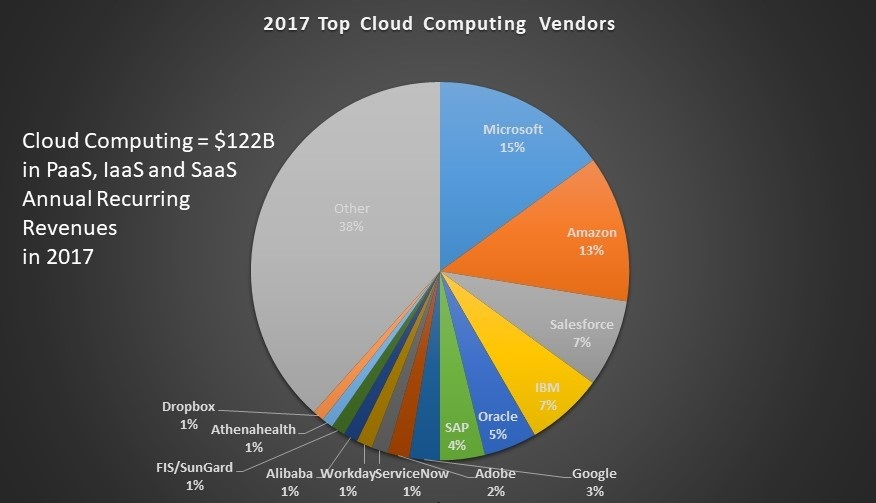 2017 Top Cloud Computing Vendors
Cloud Computing = $122B
in PaaS, IaaS and SaaS
Annual Recurring
Revenues
in 2017
Microsoft
15%
Amazon
13%
Salesforce
7%
IBM
7%
Oracle
5%
SAP
4%
Google
3%
Adobe
2%
ServiceNow
1%
Workday
1%
Alibaba
1%
FIS/SunGard
1%
Athenahealth
1%
Dropbox
1%
Other
38%